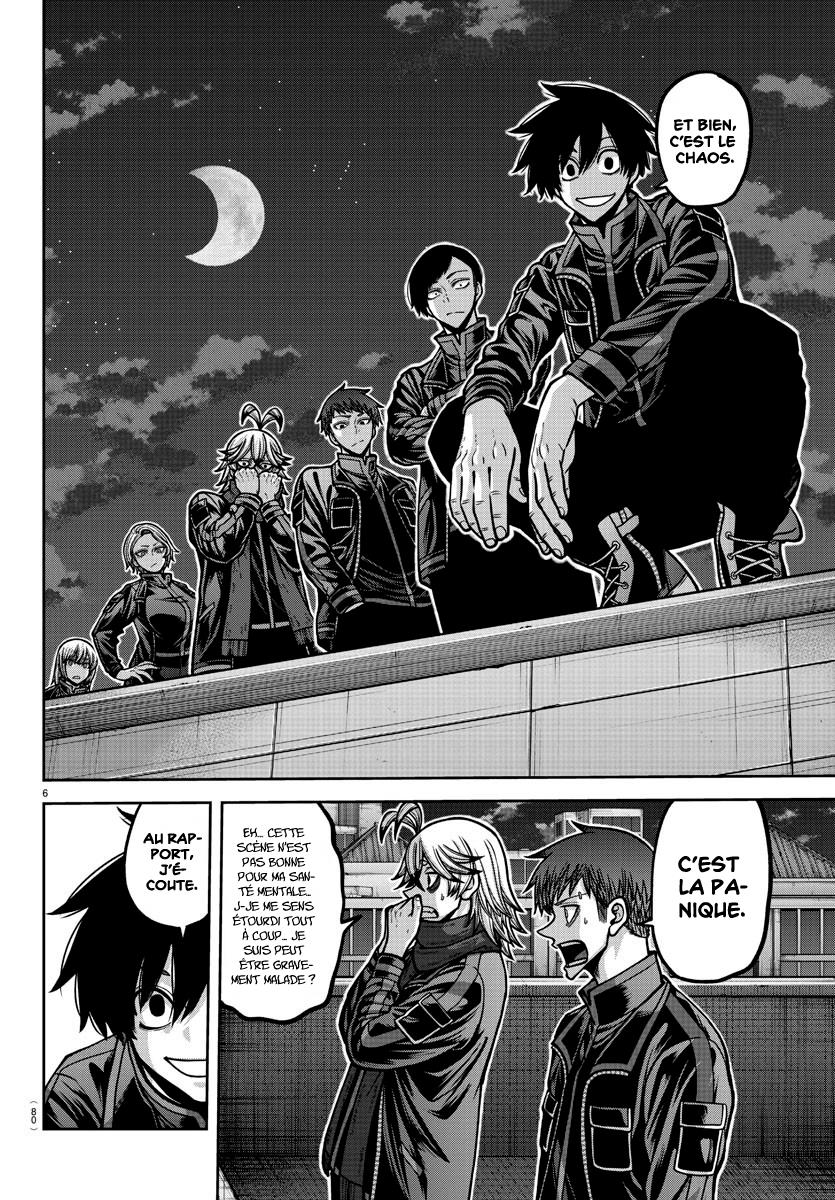 ET BIEN,
C'EST LE
CHAOS.
6
C'EST
LA PA-
NIQUE.
EH... CETTE
SCÈNE N'EST
PAS BONNE
POUR MA SAN-
TÉ MENTALE...
J-JE ME SENS
ÉTOURDI TOUT
À COUP... JE
SUIS PEUT
ÊTRE GRAVE-
MENT MALADE ?
AU RAP-
PORT,
J'É-
COUTE.
(80)